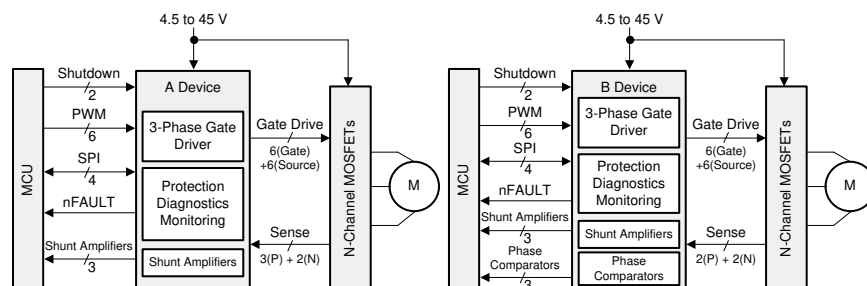 4.5 to 45 V
MCU
Shutdown
2
PWM
6
SPI
4
nFAULT
Shunt Amplifiers
3
A Device
3-Phase Gate
Driver
Protection
Diagnostics
Monitoring
Shunt Amplifiers
Gate Drive
6(Gate)
+6(Source)
Sense
3(P) + 2(N)
N-Channel MOSFETs
M
4.5 to 45 V
MCU
Shutdown
2
PWM
6
SPI
4
nFAULT
Shunt Amplifiers
3
Phase
Comparators
3
B Device
3-Phase Gate
Driver
Protection
Diagnostics
Monitoring
Shunt Amplifiers
Phase
Comparators
Gate Drive
6(Gate)
+6(Source)
Sense
2(P) + 2(N)
N-Channel MOSFETs
M